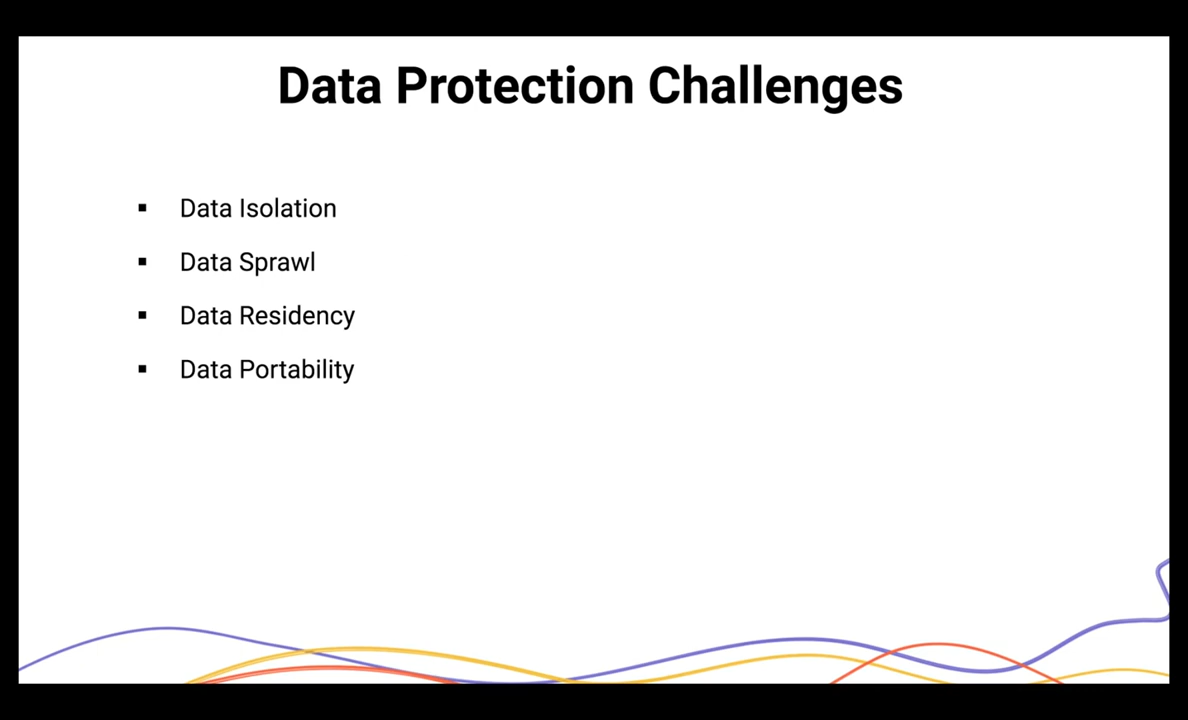 Data Protection Challenges
▪ Data Isolation
▪ Data Sprawl
▪ Data Residency
▪ Data Portability